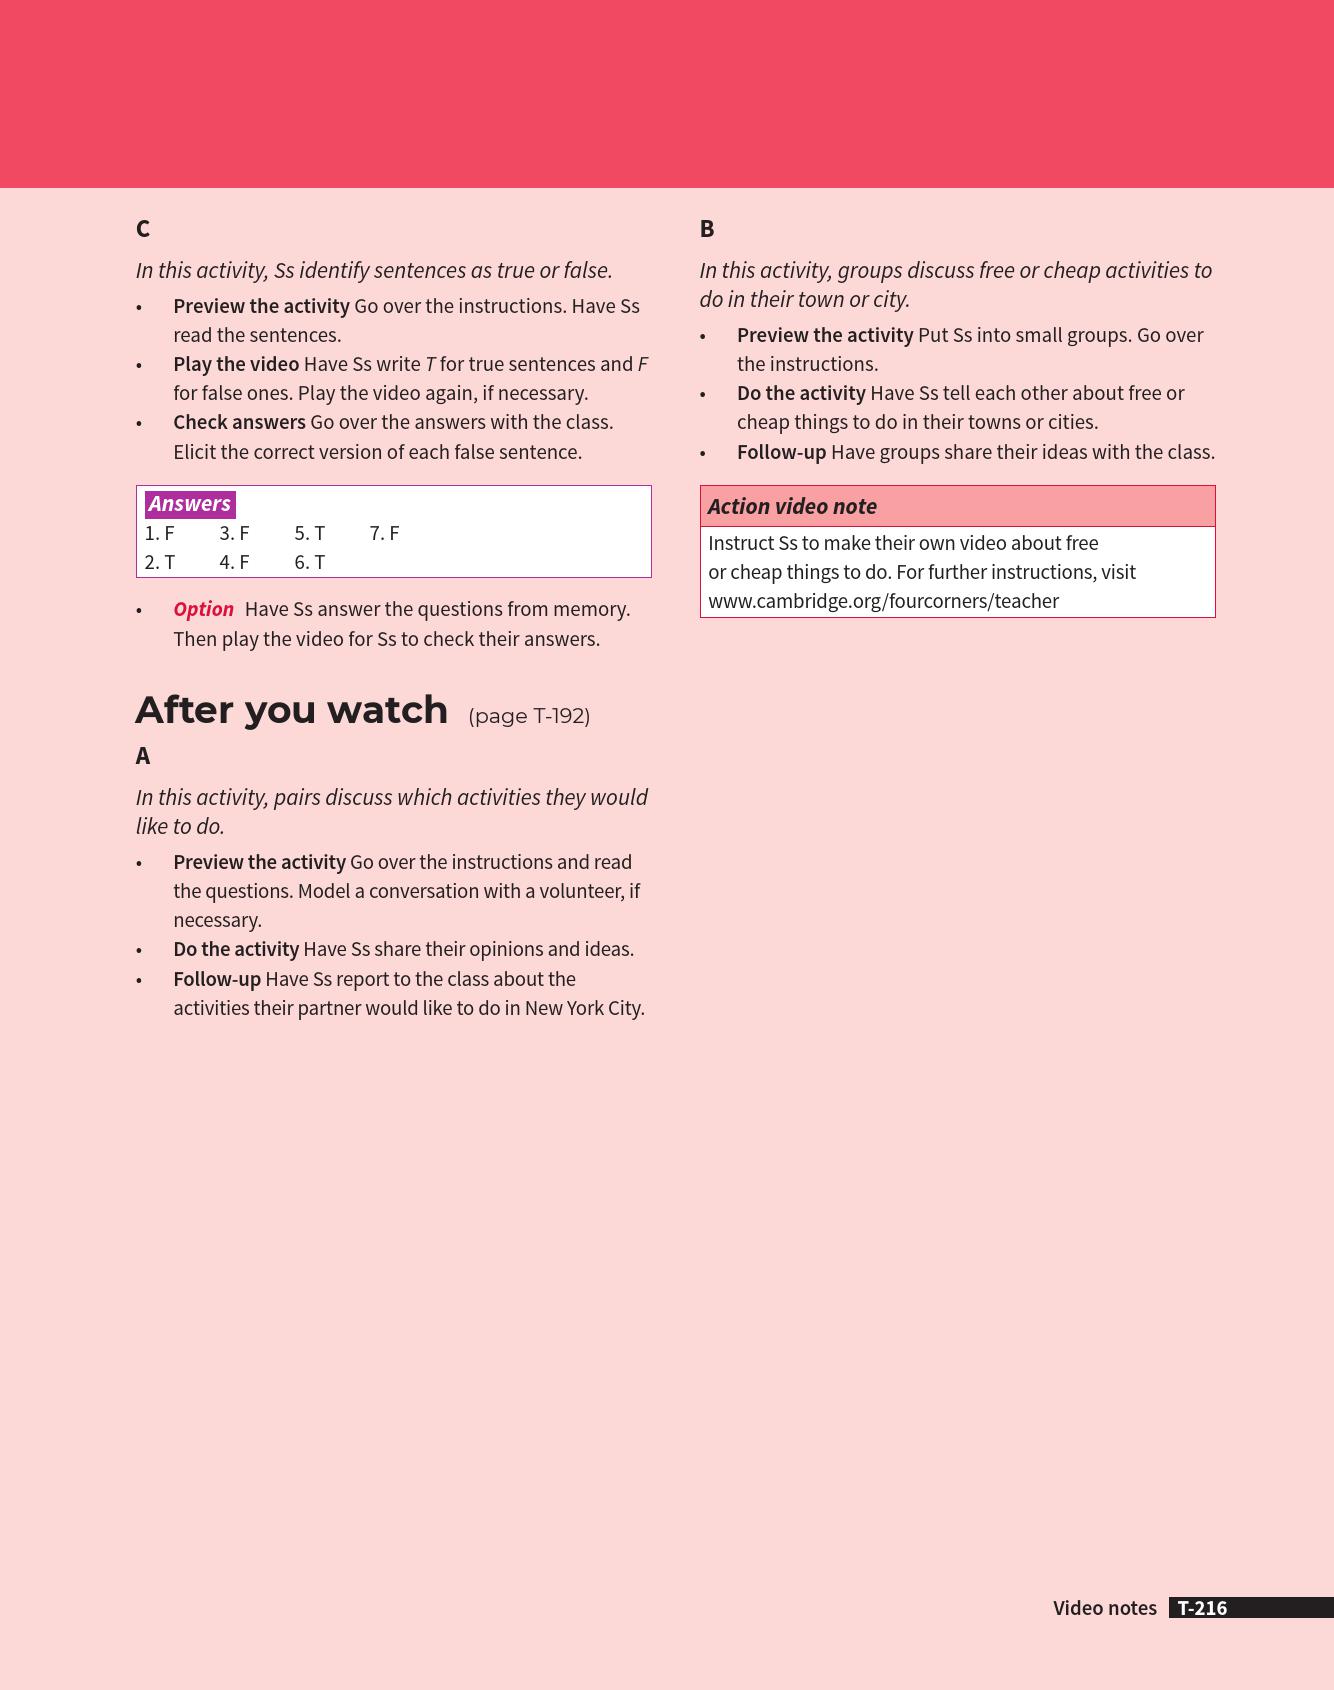 C
In this activity, Ss identify sentences as true or false.
• Preview the activity Go over the instructions. Have Ss
read the sentences.
• Play the video Have Ss write T for true sentences and F
for false ones. Play the video again, if necessary.
• Check answers Go over the answers with the class.
Elicit the correct version of each false sentence.
Answers
1. F 3. F 5. T 7. F
2. T 4. F 6. T
• Option Have Ss answer the questions from memory.
Then play the video for Ss to check their answers.
After you watch (page T-192)
A
In this activity, pairs discuss which activities they would
like to do.
• Preview the activity Go over the instructions and read
the questions. Model a conversation with a volunteer, if
necessary.
• Do the activity Have Ss share their opinions and ideas.
• Follow-up Have Ss report to the class about the
activities their partner would like to do in New York City.
B
In this activity, groups discuss free or cheap activities to
do in their town or city.
• Preview the activity Put Ss into small groups. Go over
the instructions.
• Do the activity Have Ss tell each other about free or
cheap things to do in their towns or cities.
• Follow-up Have groups share their ideas with the class.
Action video note
Instruct Ss to make their own video about free
or cheap things to do. For further instructions, visit
www.cambridge.org/fourcorners/teacher
Video notes T-216